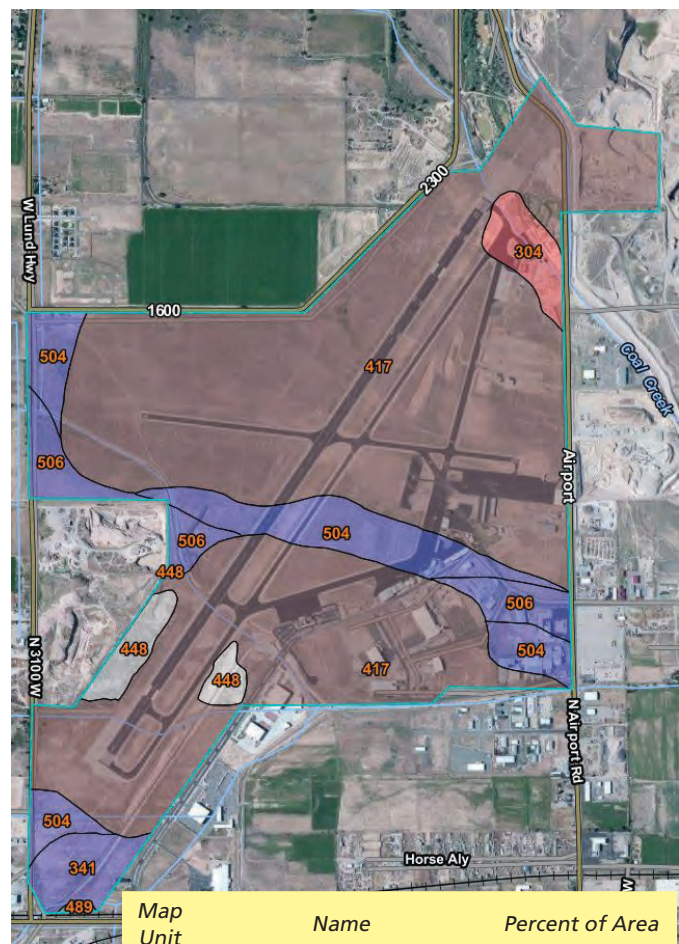 2300
W Lund Hwy
304
1600
504
417
Coal Creek
506
Airport
504
506
448
506
448
504
N 3100 W
448
417
N Airport Rd
504
341
Horse Aly
489
M
Map Unit Name Percent of Area